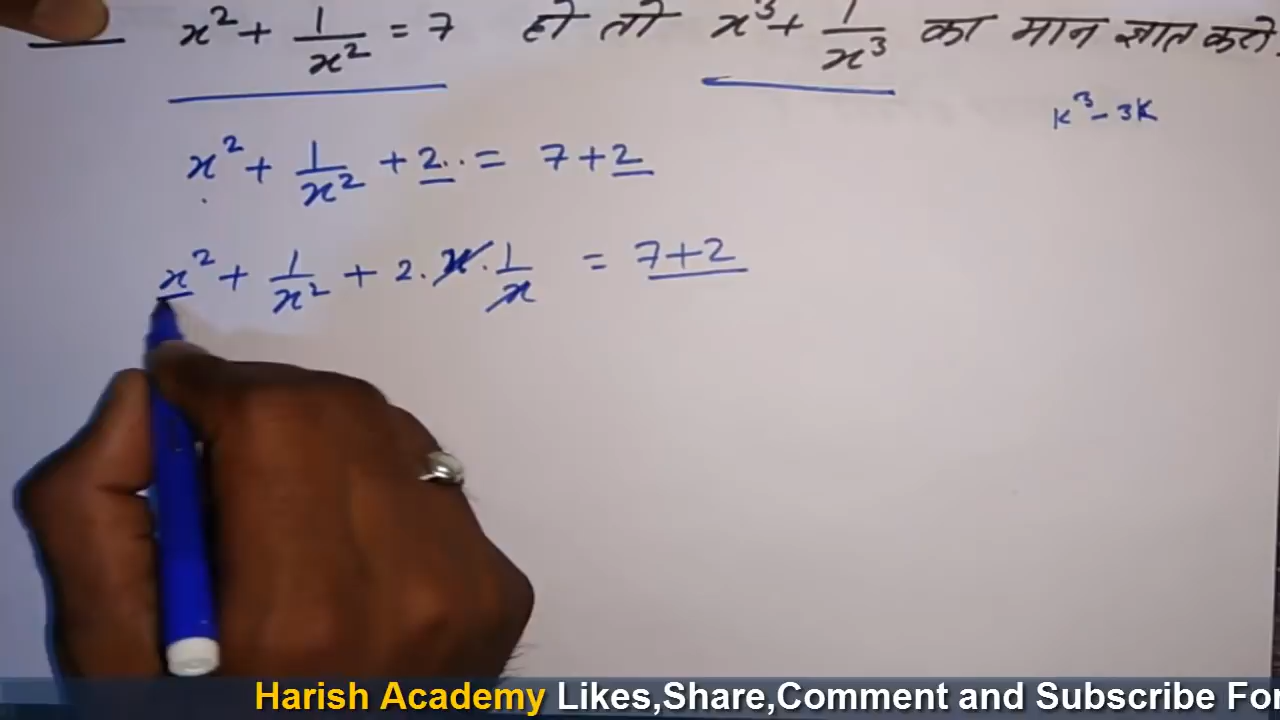 x² + 1/x² = 7 हो तो x³ + 1/x³ का मान ज्ञात करो.
k³ - 3k
x² + 1/x² + 2.. = 7 + 2
x² + 1/x² + 2 . x . 1/x = 7 + 2
Harish Academy Likes,Share,Comment and Subscribe For